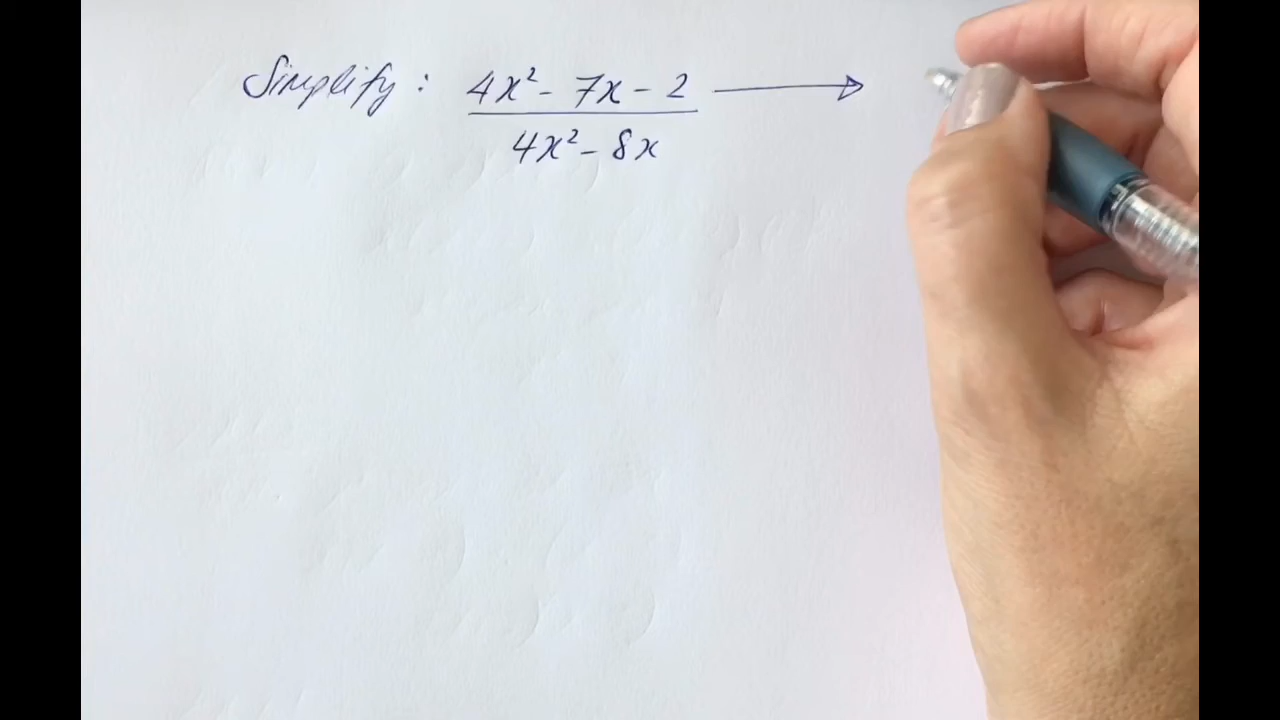 Simplify: 4x² - 7x - 2 ⟶
4x² - 8x